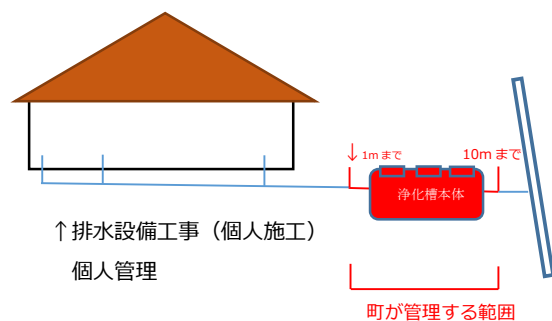 ↓1mまで
10mまで
浄化槽本体
↑排水設備工事（個人施工）
個人管理
町が管理する範囲